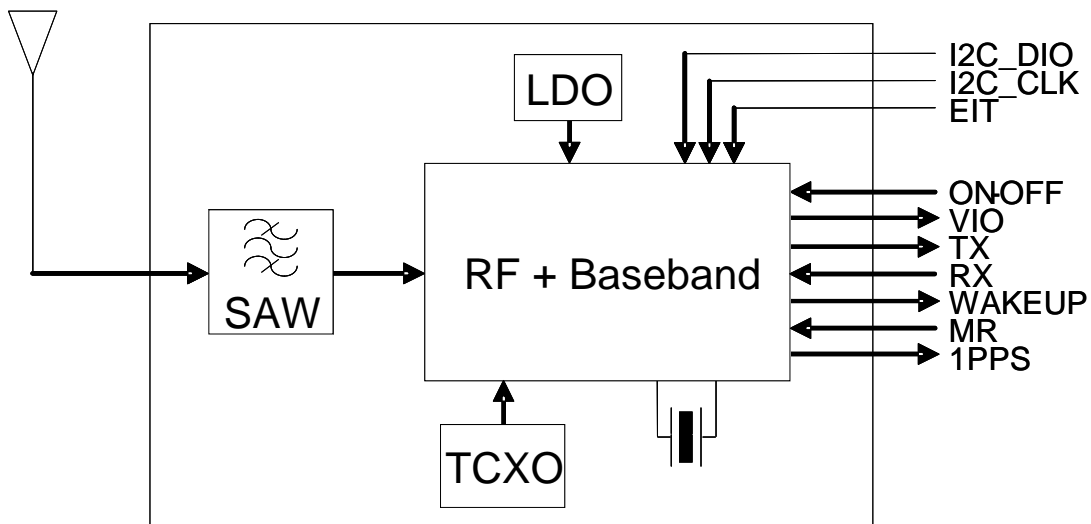 I2C_DIO
I2C_CLK
EIT
LDO
ON-OFF
VIO
TX
RX
WAKEUP
MR
1PPS
RF + Baseband
SAW
TCXO